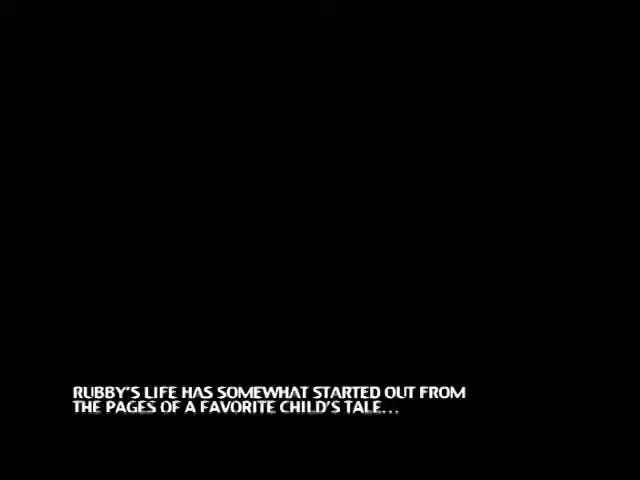 RUBBY'S LIFE HAS SOMEWHAT STARTED OUT FROM
THE PAGES OF A FAVORITE CHILD'S TALE...